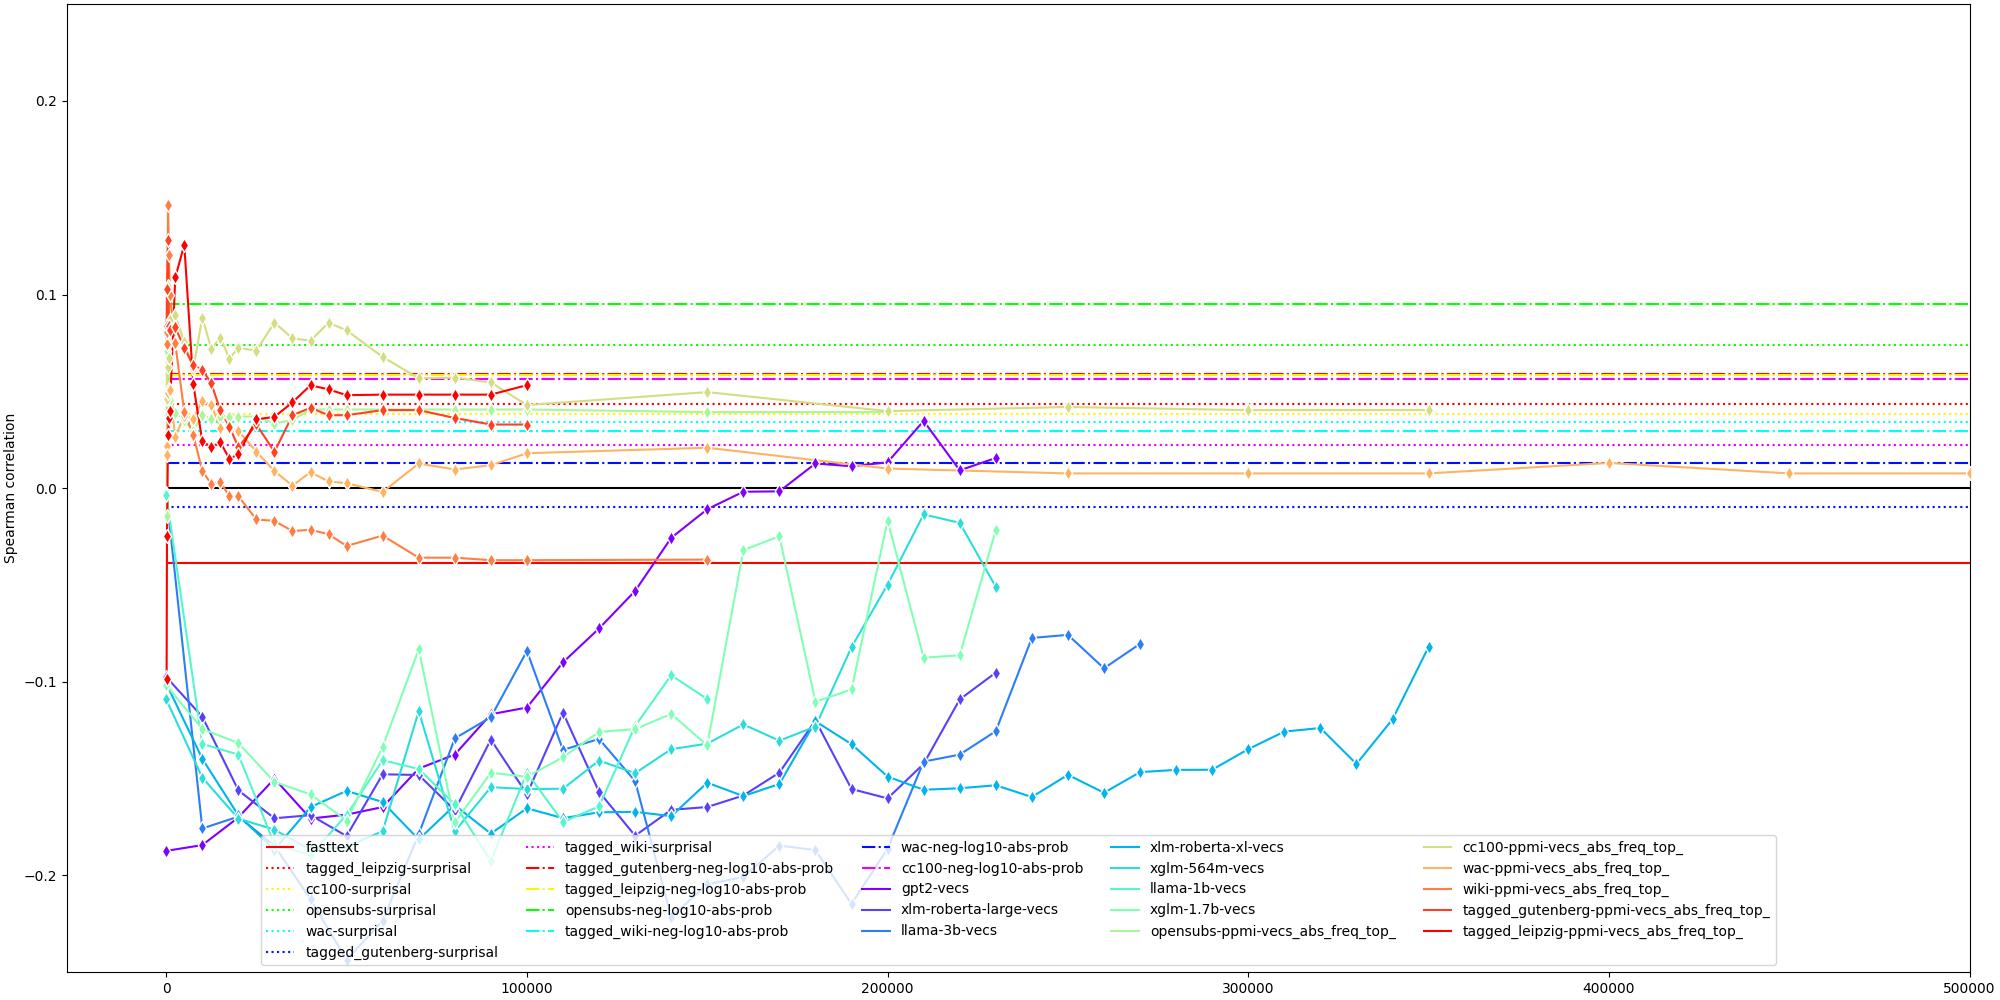 0.2
0.1
0.0
−0.1
−0.2
Spearman correlation
0
100000
200000
300000
400000
500000
fasttext
tagged_leipzig-surprisal
cc100-surprisal
opensubs-surprisal
wac-surprisal
tagged_gutenberg-surprisal
tagged_wiki-surprisal
tagged_gutenberg-neg-log10-abs-prob
tagged_leipzig-neg-log10-abs-prob
opensubs-neg-log10-abs-prob
tagged_wiki-neg-log10-abs-prob
wac-neg-log10-abs-prob
cc100-neg-log10-abs-prob
gpt2-vecs
xlm-roberta-large-vecs
llama-3b-vecs
xlm-roberta-xl-vecs
xglm-564m-vecs
llama-1b-vecs
xglm-1.7b-vecs
opensubs-ppmi-vecs_abs_freq_top_
cc100-ppmi-vecs_abs_freq_top_
wac-ppmi-vecs_abs_freq_top_
wiki-ppmi-vecs_abs_freq_top_
tagged_gutenberg-ppmi-vecs_abs_freq_top_
tagged_leipzig-ppmi-vecs_abs_freq_top_